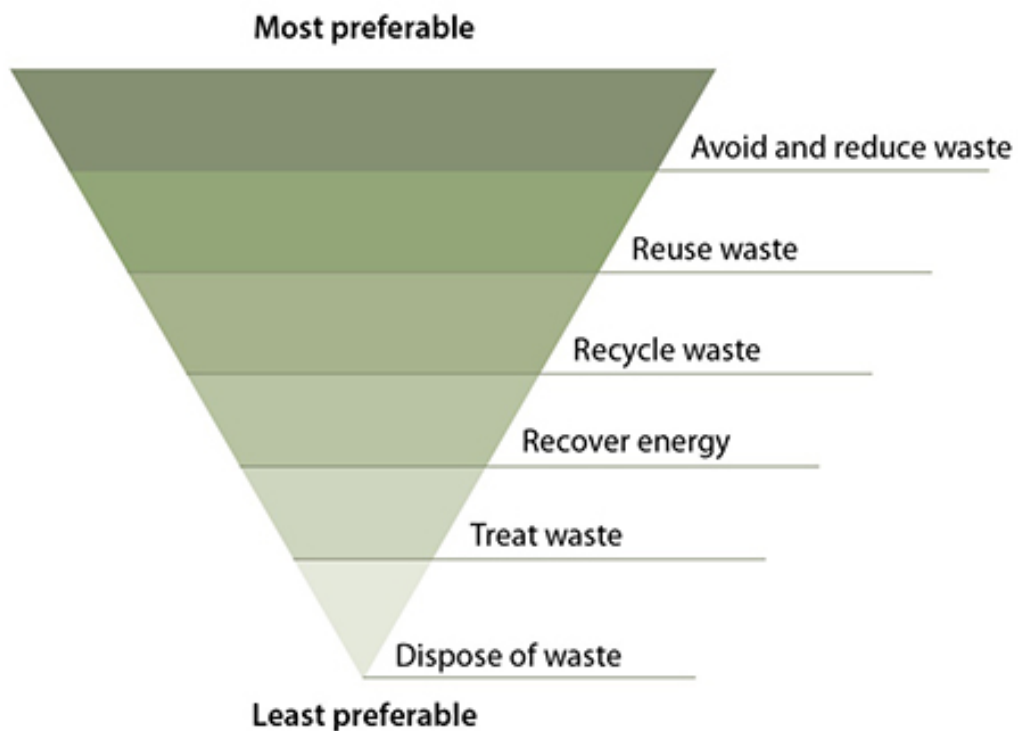 Most preferable
Avoid and reduce waste
Reuse waste
Recycle waste
Recover energy
Treat waste
Dispose of waste
Least preferable